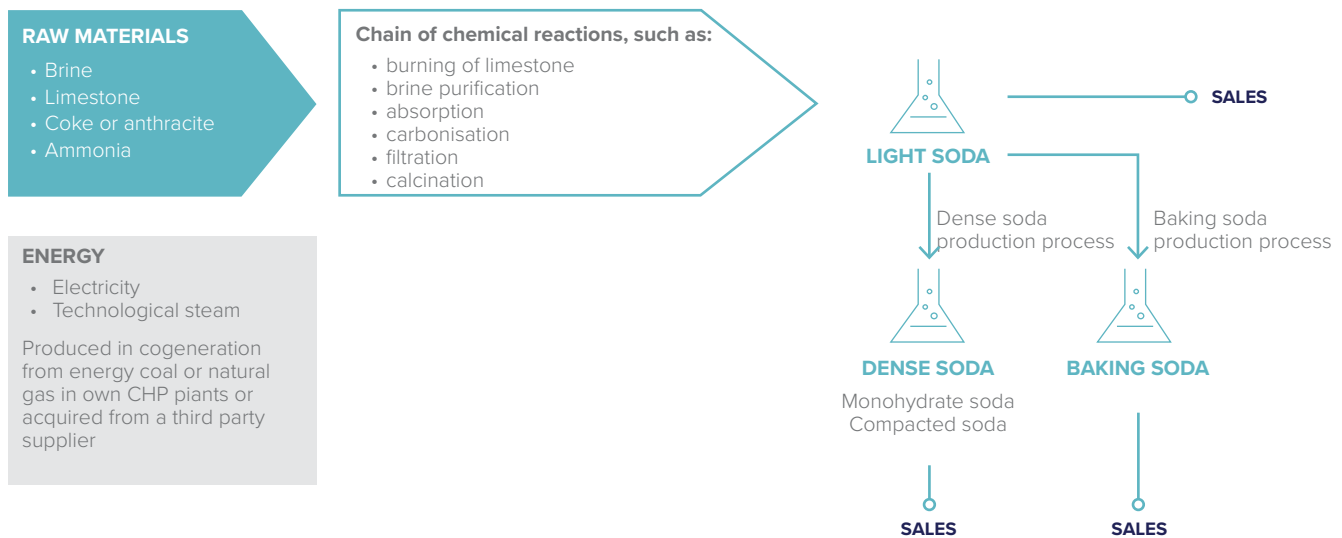 RAW MATERIALS
• Brine
• Limestone
• Coke or anthracite
• Ammonia
Chain of chemical reactions, such as:
• burning of limestone
• brine purification
• absorption
• carbonisation
• filtration
• calcination
SALES
LIGHT SODA
Dense soda
production process
Baking soda
production process
ENERGY
• Electricity
• Technological steam
Produced in cogeneration
from energy coal or natural
gas in own CHP plants or
acquired from a third party
supplier
DENSE SODA
Monohydrate soda
Compacted soda
BAKING SODA
SALES
SALES